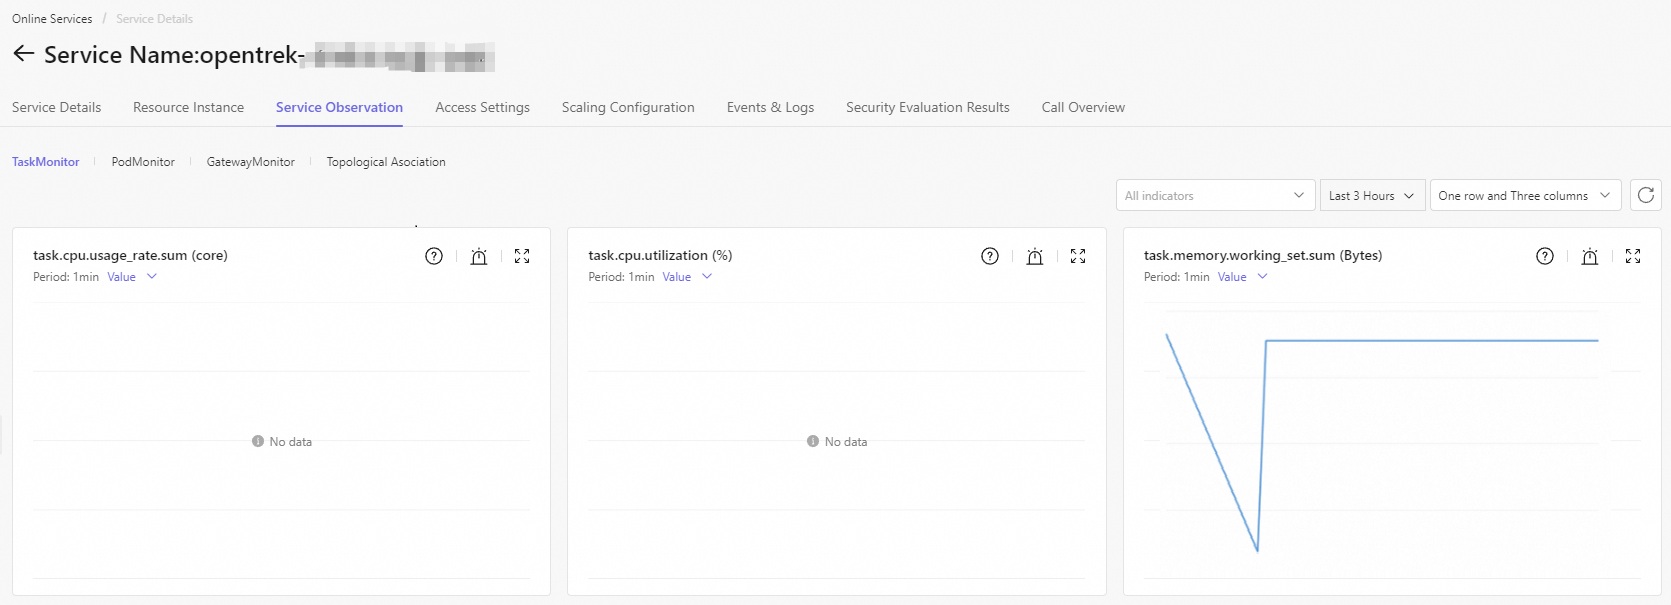 Online Services / Service Details
Service Name:opentrek-
Service Details Resource Instance Service Observation Access Settings Scaling Configuration Events & Logs Security Evaluation Results Call Overview
TaskMonitor PodMonitor GatewayMonitor Topological Asociation
All indicators Last 3 Hours One row and Three columns
task.cpu.usage_rate.sum (core)
Period: 1min Value
No data
task.cpu.utilization (%)
Period: 1min Value
No data
task.memory.working_set.sum (Bytes)
Period: 1min Value